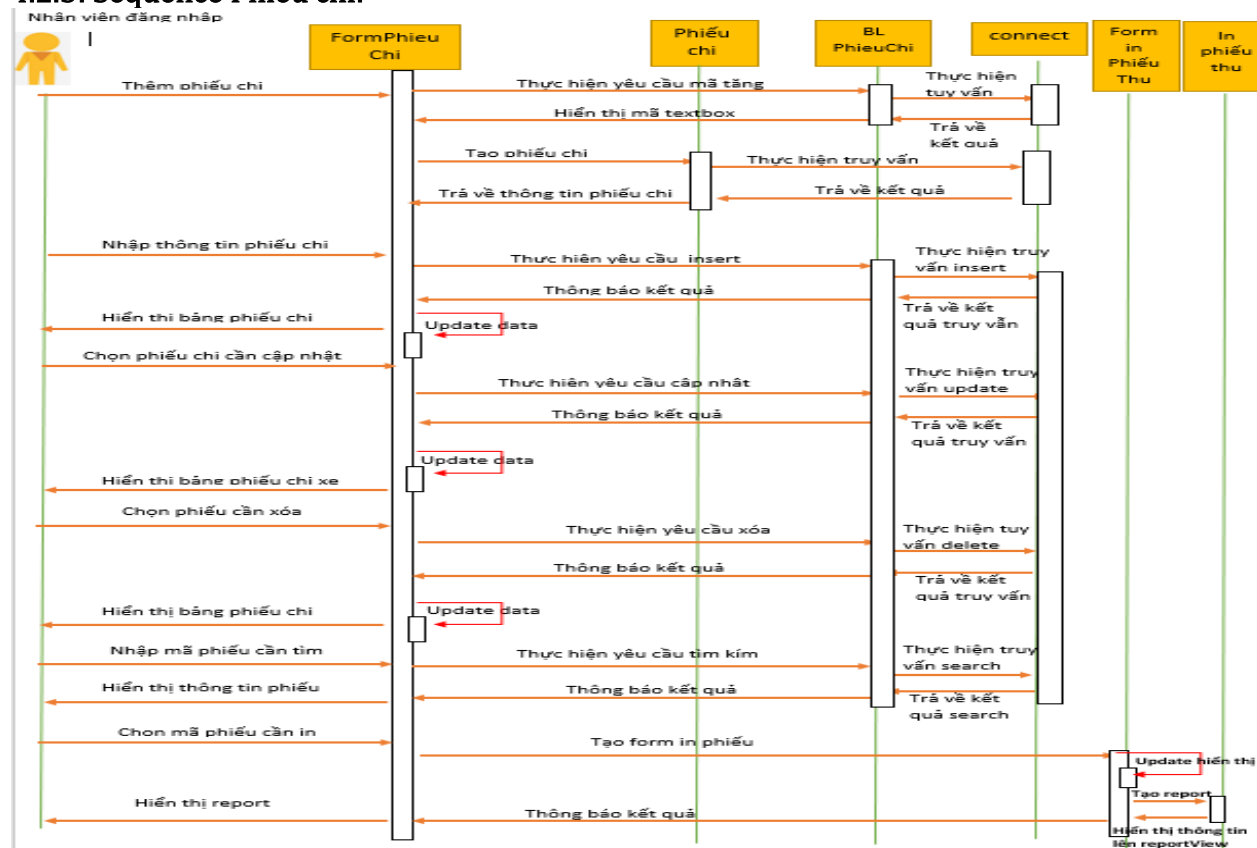 Nhân viên đăng nhập
FormPhieu
Chi
Phiếu
chi
BL
PhieuChi
connect
Form
in
Phiếu
Thu
In
phiếu
thu
Thêm phiếu chi
Thực hiện yêu cầu mã tăng
Thực hiện
tuy vấn
Hiển thị mã textbox
Trả về
kết quả
Tạo phiếu chi
Thực hiện truy vấn
Trả về thông tin phiếu chi
Trả về kết quả
Nhập thông tin phiếu chi
Thực hiện yêu cầu insert
Thực hiện truy
vấn insert
Thông báo kết quả
Trả về kết
quả truy vẫn
Hiển thị bảng phiếu chi
Update data
Chọn phiếu chi cần cập nhật
Thực hiện yêu cầu cập nhật
Thực hiện truy
vấn update
Thông báo kết quả
Trả về kết
quả truy vấn
Update data
Hiển thị bảng phiếu chi xe
Chọn phiếu cần xóa
Thực hiện yêu cầu xóa
Thực hiện tuy
vấn delete
Thông báo kết quả
Trả về kết
quả truy vấn
Hiển thị bảng phiếu chi
Update data
Nhập mã phiếu cần tìm
Thực hiện yêu cầu tìm kím
Thực hiện truy
vấn search
Hiển thị thông tin phiếu
Thông báo kết quả
Trả về kết
quả search
Chọn mã phiếu cần in
Tạo form in phiếu
Update hiển thị
Tạo report
Hiển thị report
Thông báo kết quả
Hiển thị thông tin
lên reportView